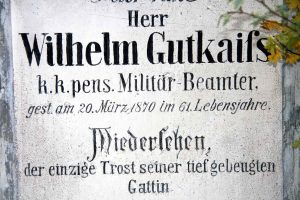 Herr
Wilhelm Gutkaiss
k.k.pens. Militär-Beamter,
gest. am 20. März 1870 im 61. Lebensjahre.
Wiedersehen,
der einzige Trost seiner tief gebeugten
Gattin